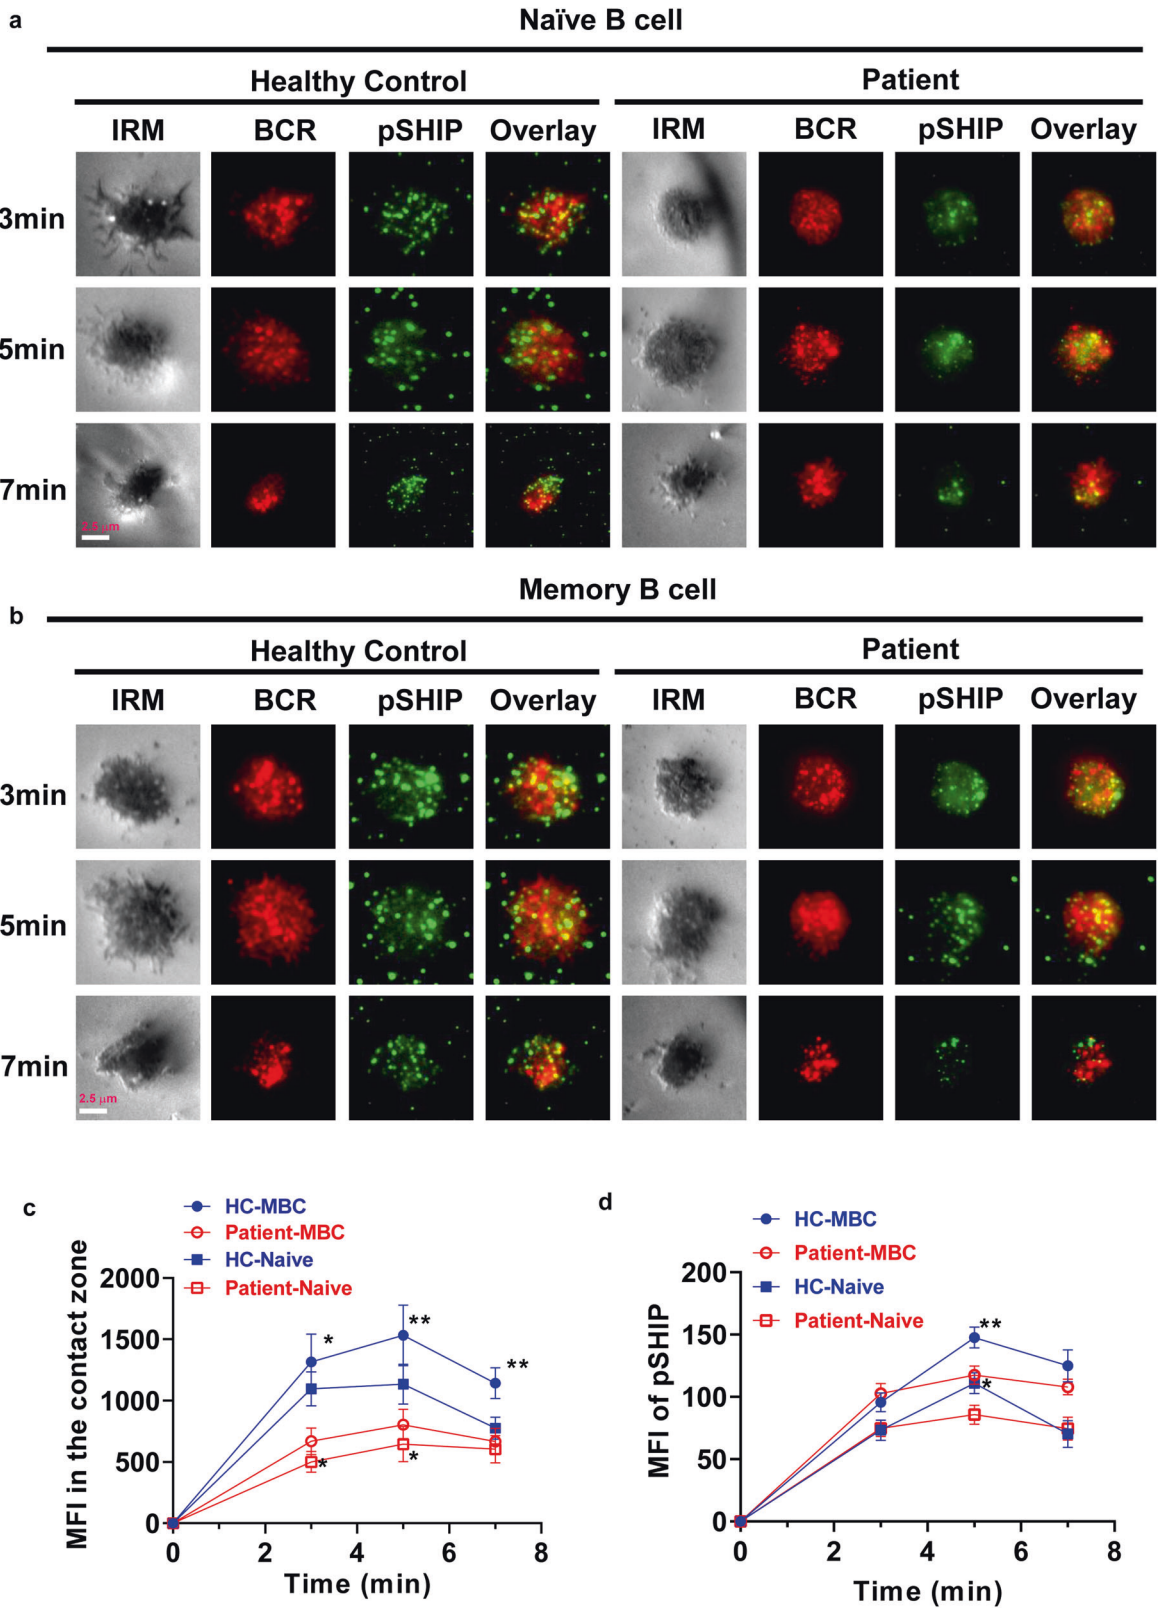 a
Naïve B cell
Healthy Control
Patient
IRM BCR pSHIP Overlay IRM BCR pSHIP Overlay
3min
5min
7min
2.5 μm
b
Memory B cell
Healthy Control
Patient
IRM BCR pSHIP Overlay IRM BCR pSHIP Overlay
3min
5min
7min
2.5 μm
c
HC-MBC
Patient-MBC
HC-Naive
Patient-Naive
MFI in the contact zone
2000
1500
1000
500
0
* ** **
* *
0 2 4 6 8
Time (min)
d
HC-MBC
Patient-MBC
HC-Naive
Patient-Naive
MFI of pSHIP
200
150
100
50
0
**
*
0 2 4 6 8
Time (min)